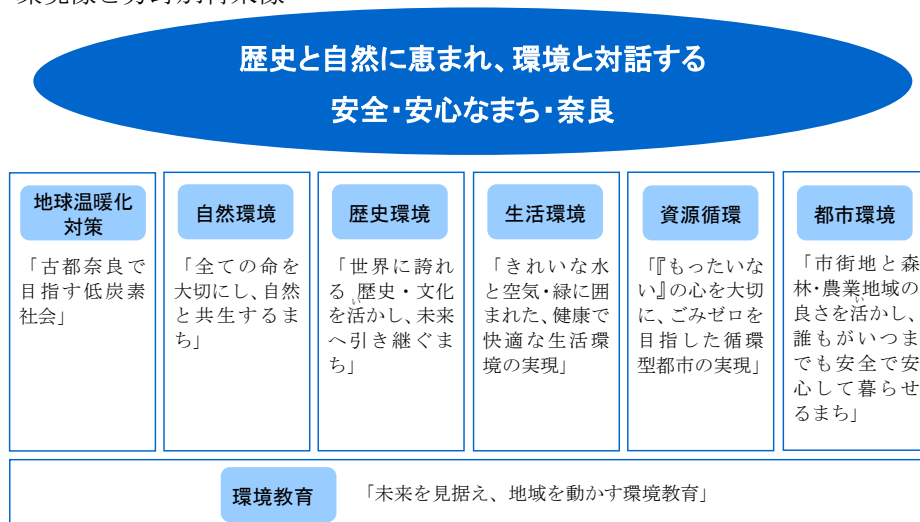 歴史と自然に恵まれ、環境と対話する
安全・安心なまち・奈良
地球温暖化
対策
「古都奈良で
目指す低炭素
社会」
自然環境
「全ての命を
大切にし、自然
と共生するま
ち」
歴史環境
「世界に誇れ
る 歴史・文化
を活かし、未来
へ引き継ぐま
ち」
生活環境
「きれいな水
と空気・緑に囲
まれた、健康で
快適な生活環
境の実現」
資源循環
「『もったいな
い』の心を大切
に、ごみゼロを
目指した循環
型都市の実現」
都市環境
「市街地と森
林・農業地域の
良さを活かし、
誰もがいつま
でも安全で安
心して暮らせ
るまち」
環境教育
「未来を見据え、地域を動かす環境教育」